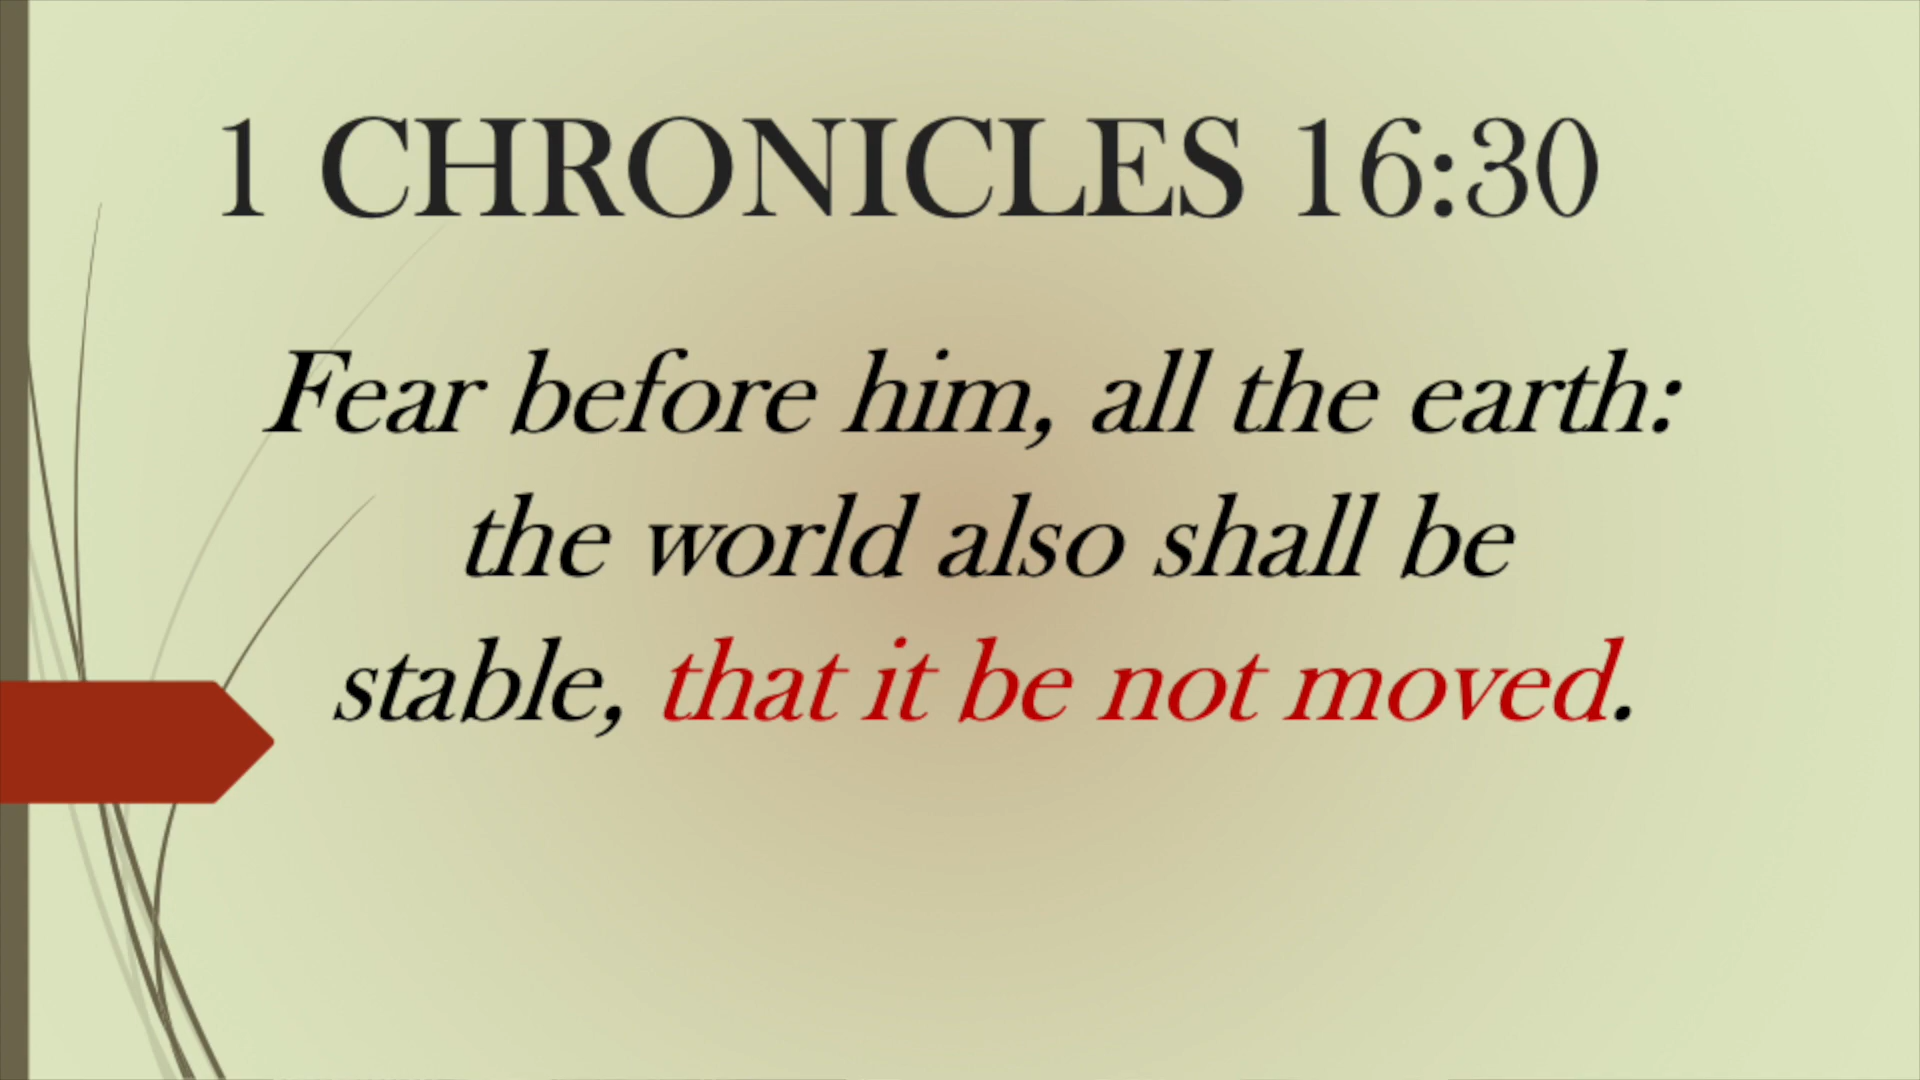 1 CHRONICLES 16:30
Fear before him, all the earth:
the world also shall be
stable, that it be not moved.